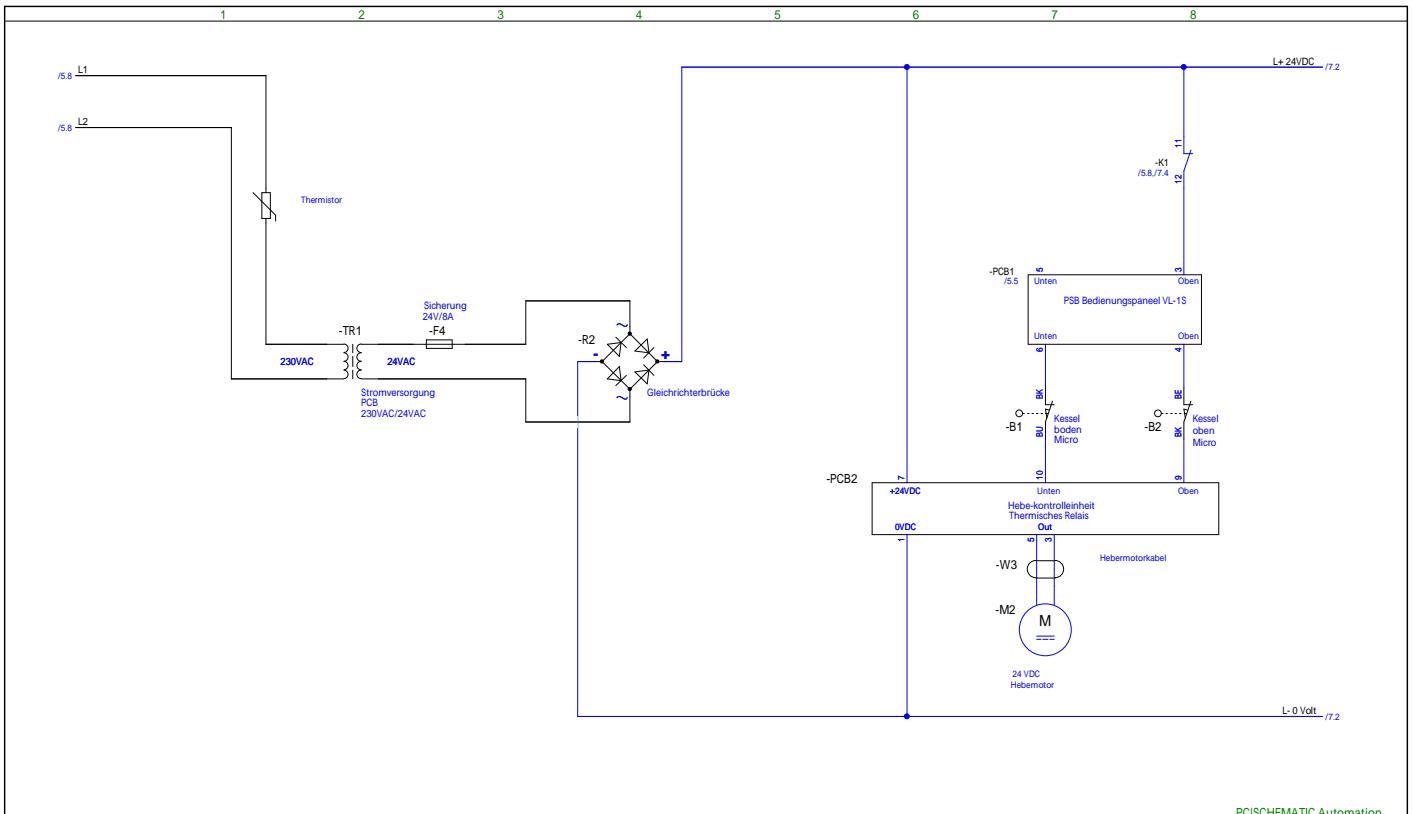 1 2 3 4 5 6 7 8
L1
/5.8
L2
/5.8
L+ 24VDC
/7.2
11
-K1
/5.8,/7.4
12
Thermistor
-PCB1
/5.5
5
3
Unten
Oben
PSB Bedienungspaneel VL-1S
Unten
Oben
6
4
Sicherung
24V/8A
-TR1
-F4
230VAC
24VAC
Stromversorgung
PCB
230VAC/24VAC
-R2
~
-
+
~
Gleichrichterbrücke
BK
-B1
BU
Kessel
boden
Micro
BE
-B2
BK
Kessel
oben
Micro
-PCB2
7
10
9
+24VDC
Unten
Oben
Hebe-kontrolleinheit
Thermisches Relais
0VDC
Out
1
5
3
-W3
Hebermotorkabel
-M2
M
24 VDC
Hebemotor
L- 0 Volt
/7.2
PC|SCHEMATIC Automation